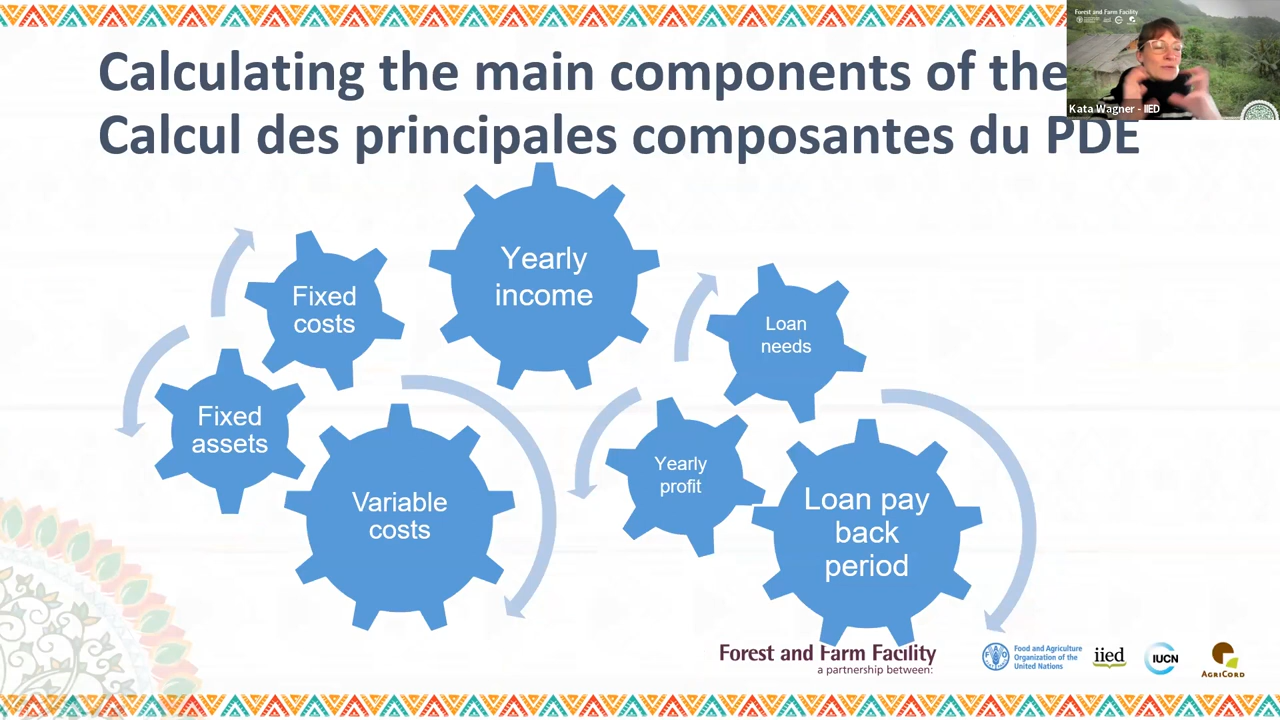 Calculating the main components of the
Calcul des principales composantes du PDE
Forest and Farm Facility
Kata Wagner - IIED
Yearly
income
Fixed
costs
Loan
needs
Fixed
assets
Variable
costs
Yearly
profit
Loan pay
back
period
Forest and Farm Facility
a partnership between:
Food and Agriculture
Organization of the
United Nations
iied
IUCN
AGRICORD